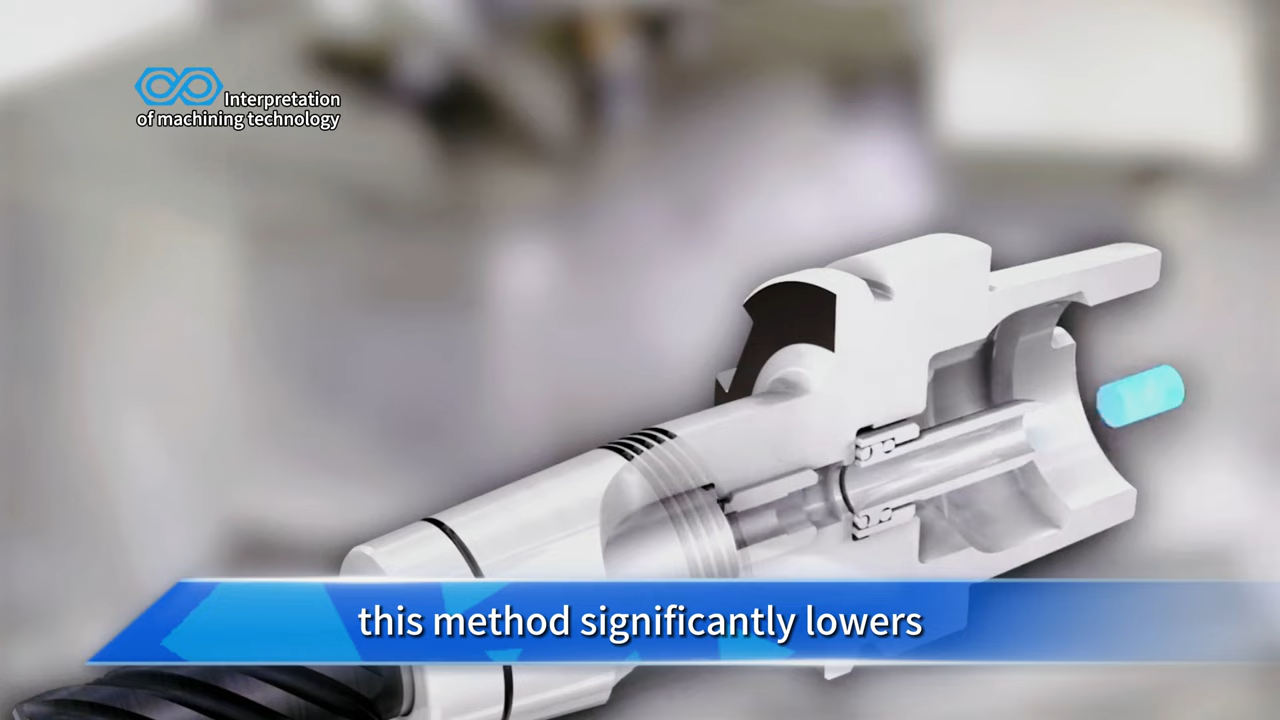 Interpretation
of machining technology
this method significantly lowers